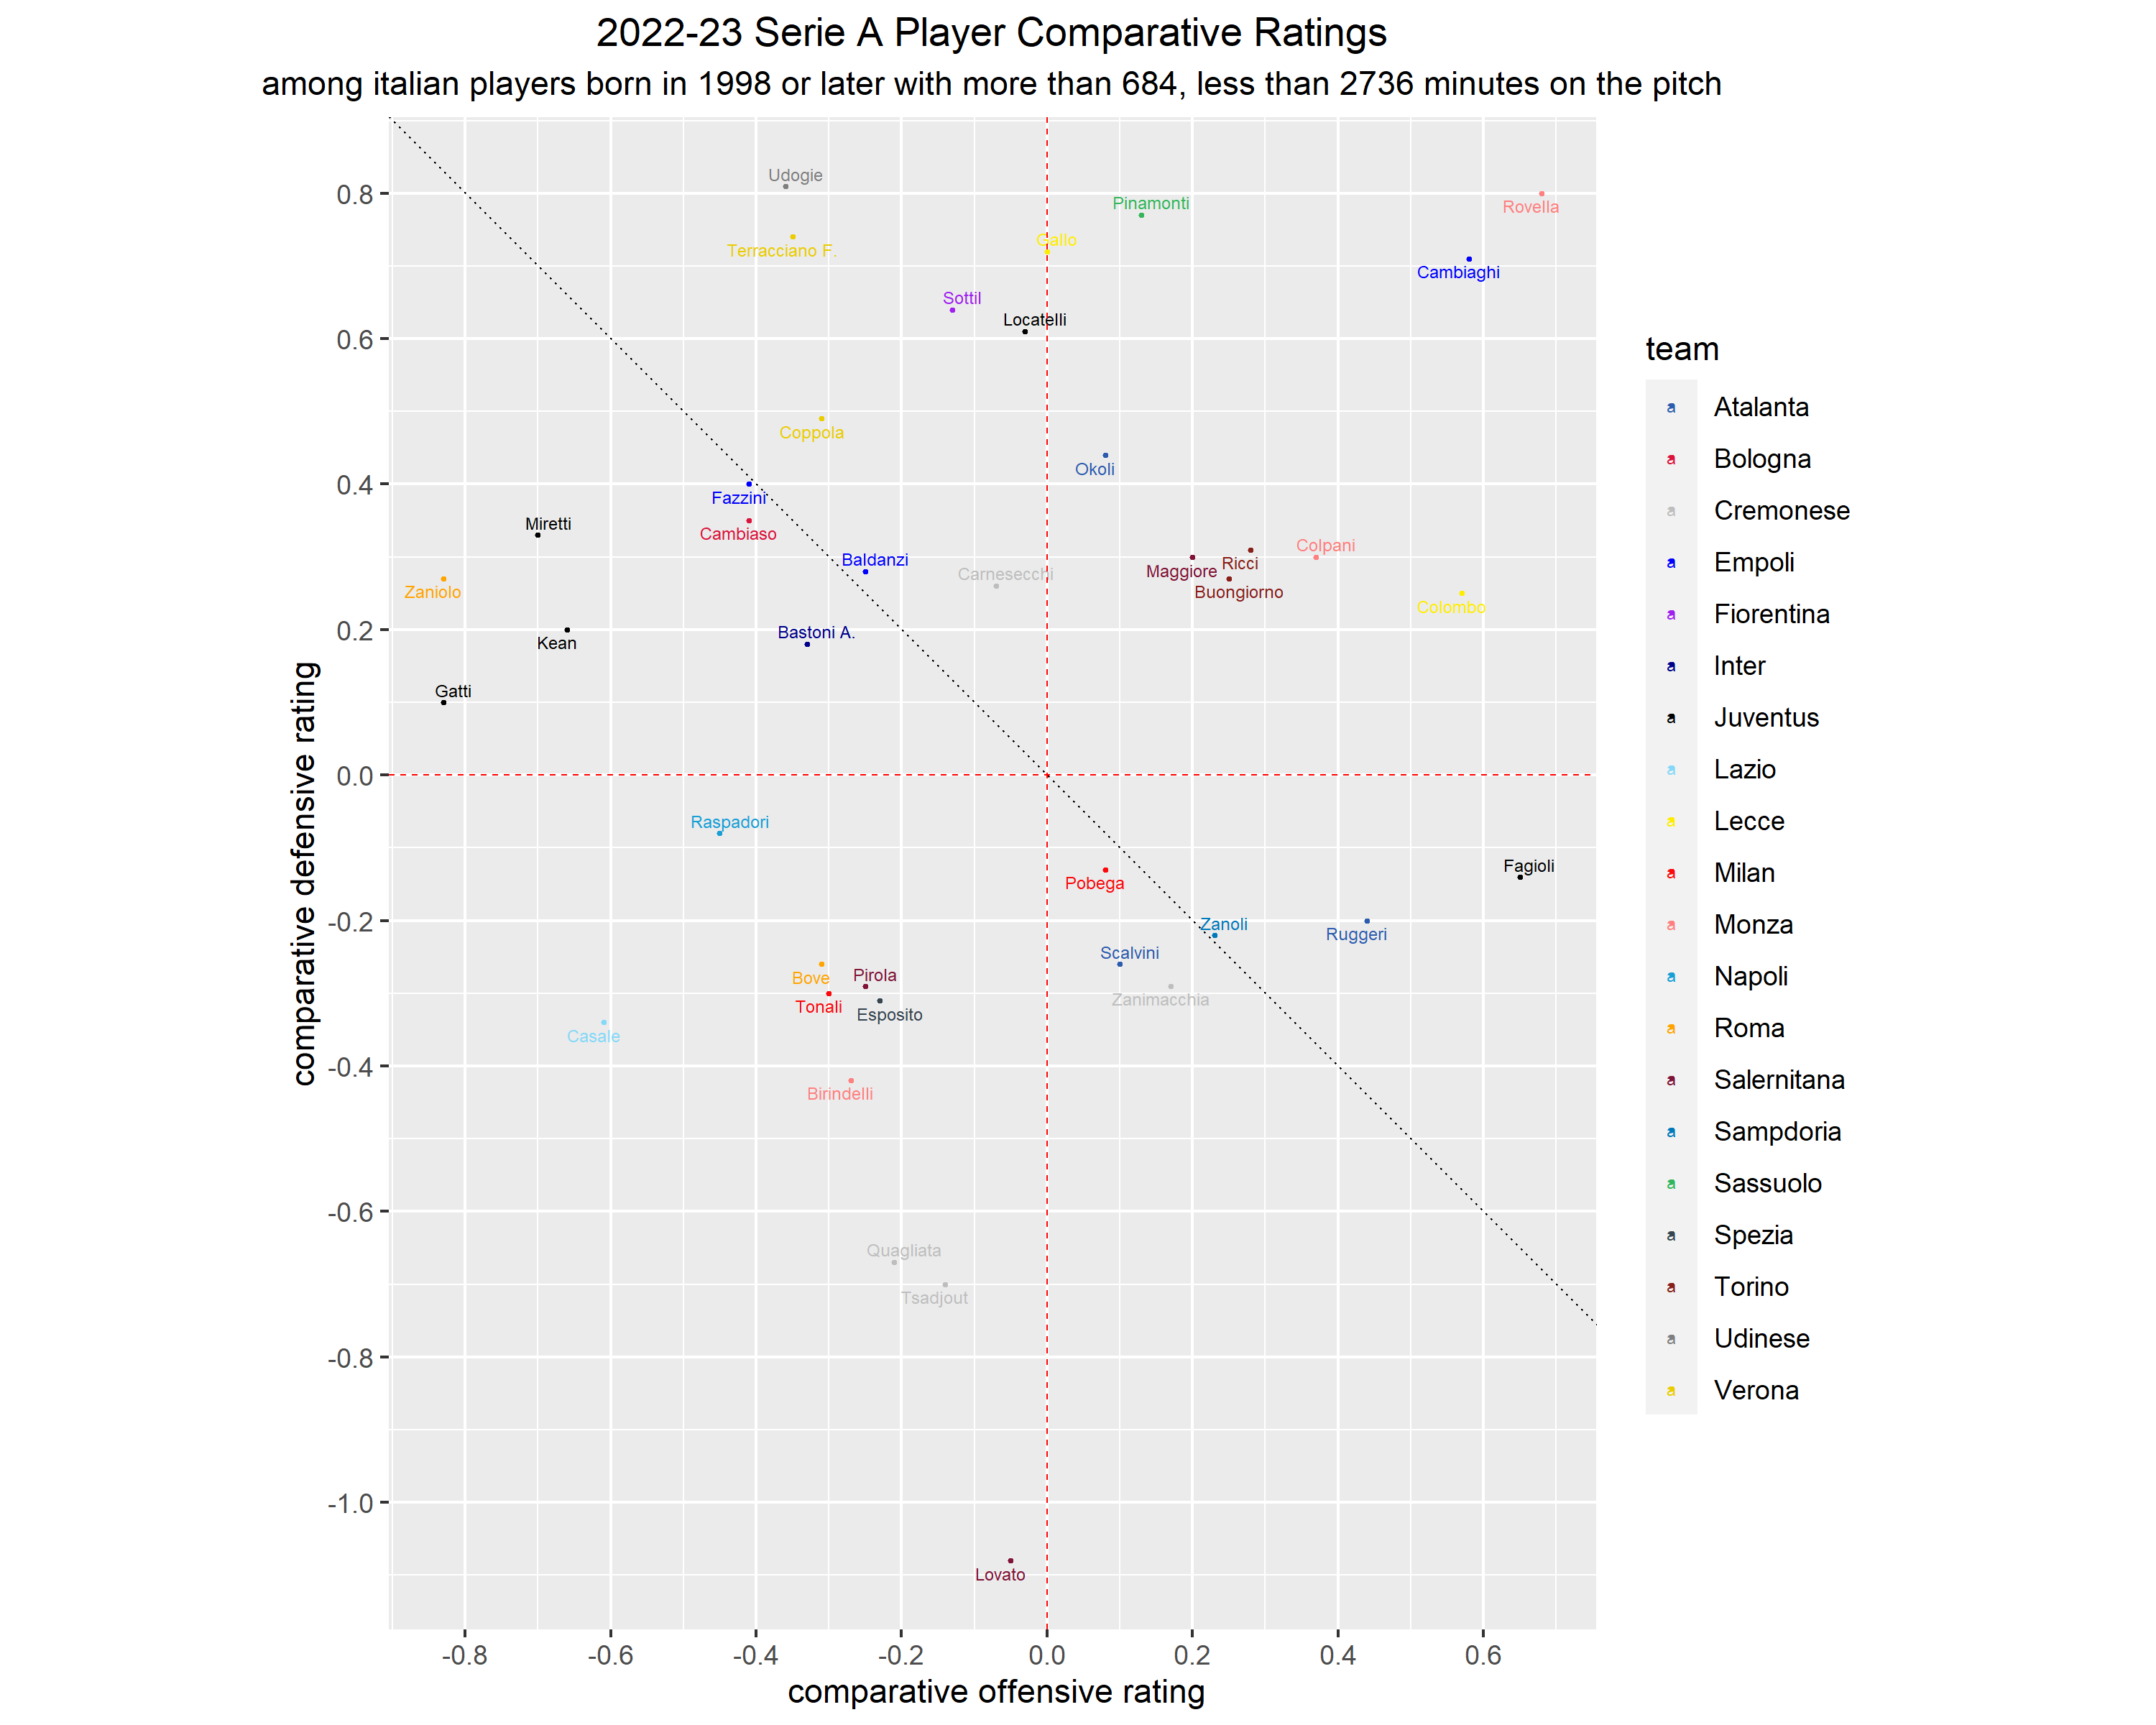 2022-23 Serie A Player Comparative Ratings
among italian players born in 1998 or later with more than 684, less than 2736 minutes on the pitch
Udogie
Pinamonti
Rovella
Gallo
Terracciano F.
Cambiaghi
Sottil
Locatelli
Coppola
Okoli
Fazzini
Miretti
Cambiaso
Colpani
Baldanzi
Ricci
Maggiore
Carnesecchi
Zaniolo
Buongiorno
Colombo
Bastoni A.
Kean
Gatti
Raspadori
Fagioli
Pobega
Zanoli
Ruggeri
Scalvini
Pirola
Bove
Zanimacchia
Tonali
Esposito
Casale
Birindelli
Quagliata
Tsadjout
Lovato
0.8
0.6
0.4
0.2
0.0
-0.2
-0.4
-0.6
-0.8
-1.0
comparative defensive rating
-0.8 -0.6 -0.4 -0.2 0.0 0.2 0.4 0.6
comparative offensive rating
team
a Atalanta
a Bologna
a Cremonese
a Empoli
a Fiorentina
a Inter
a Juventus
a Lazio
a Lecce
a Milan
a Monza
a Napoli
a Roma
a Salernitana
a Sampdoria
a Sassuolo
a Spezia
a Torino
a Udinese
a Verona